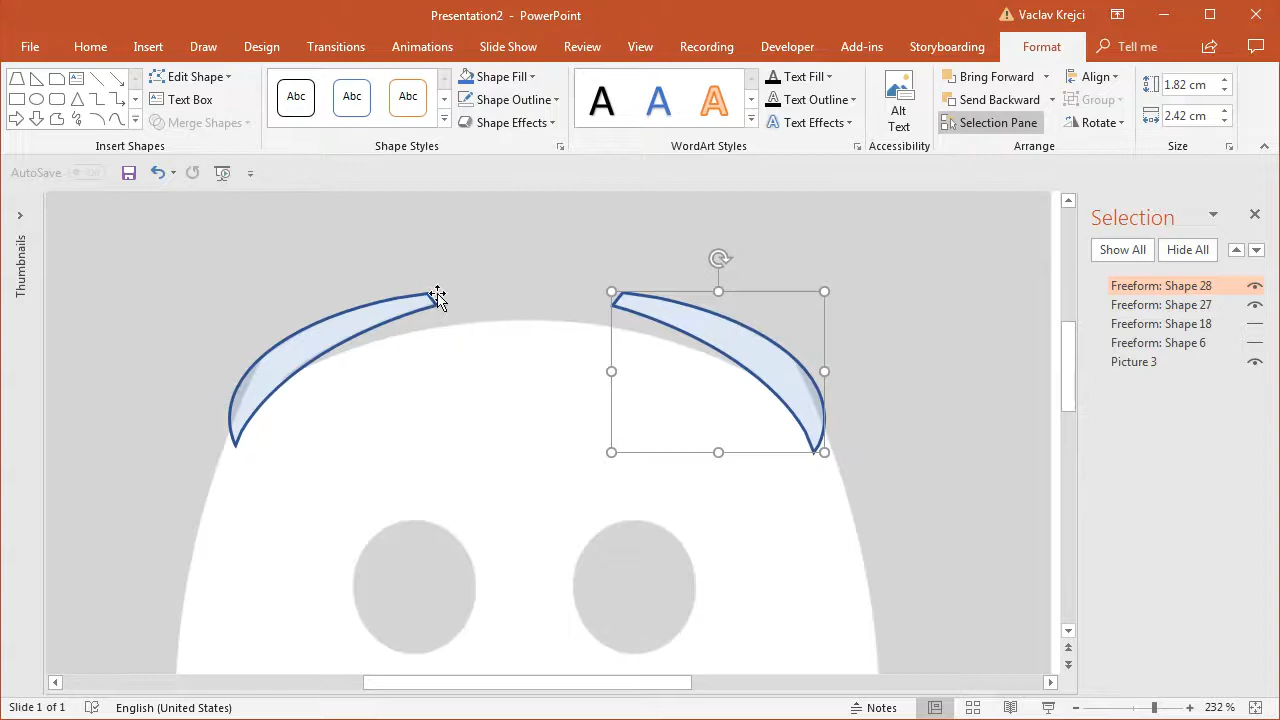 Presentation2 - PowerPoint
Vaclav Krejci
File Home Insert Draw Design Transitions Animations Slide Show Review View Recording Developer Add-ins Storyboarding Format Tell me
Edit Shape
Text Box
Merge Shapes
Insert Shapes
Abc Abc Abc
Shape Fill
Shape Outline
Shape Effects
Shape Styles
A A A
Text Fill
Text Outline
Text Effects
WordArt Styles
Alt
Text
Accessibility
Bring Forward
Send Backward
Selection Pane
Align
Group
Rotate
Arrange
1.82 cm
2.42 cm
Size
AutoSave Off
Thumbnails
Selection
Show All Hide All
Freeform: Shape 28
Freeform: Shape 27
Freeform: Shape 18
Freeform: Shape 6
Picture 3
Slide 1 of 1 English (United States) Notes 232 %